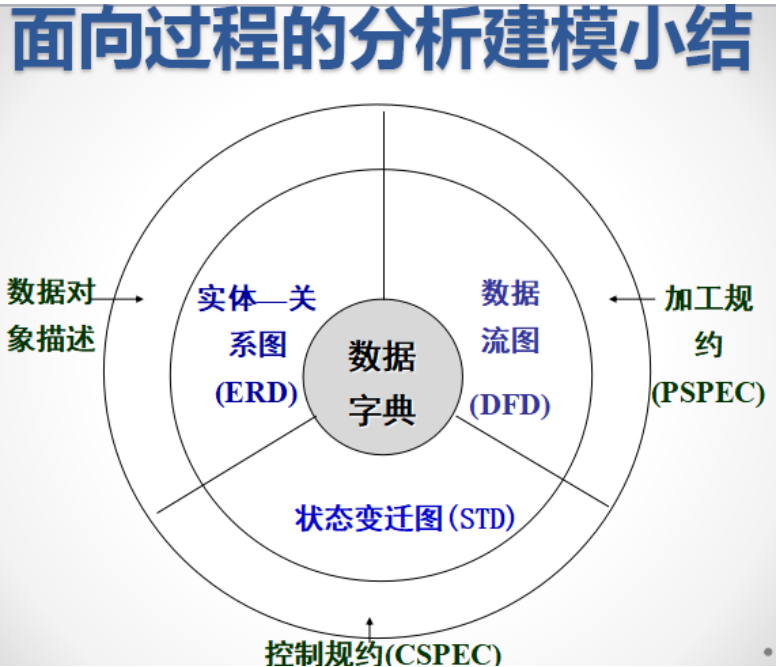 面向过程的分析建模小结
数据对
象描述
实体—关
系图
(ERD)
数据
字典
数据
流图
(DFD)
加工规
约
(PSPEC)
状态变迁图(STD)
控制规约(CSPEC)